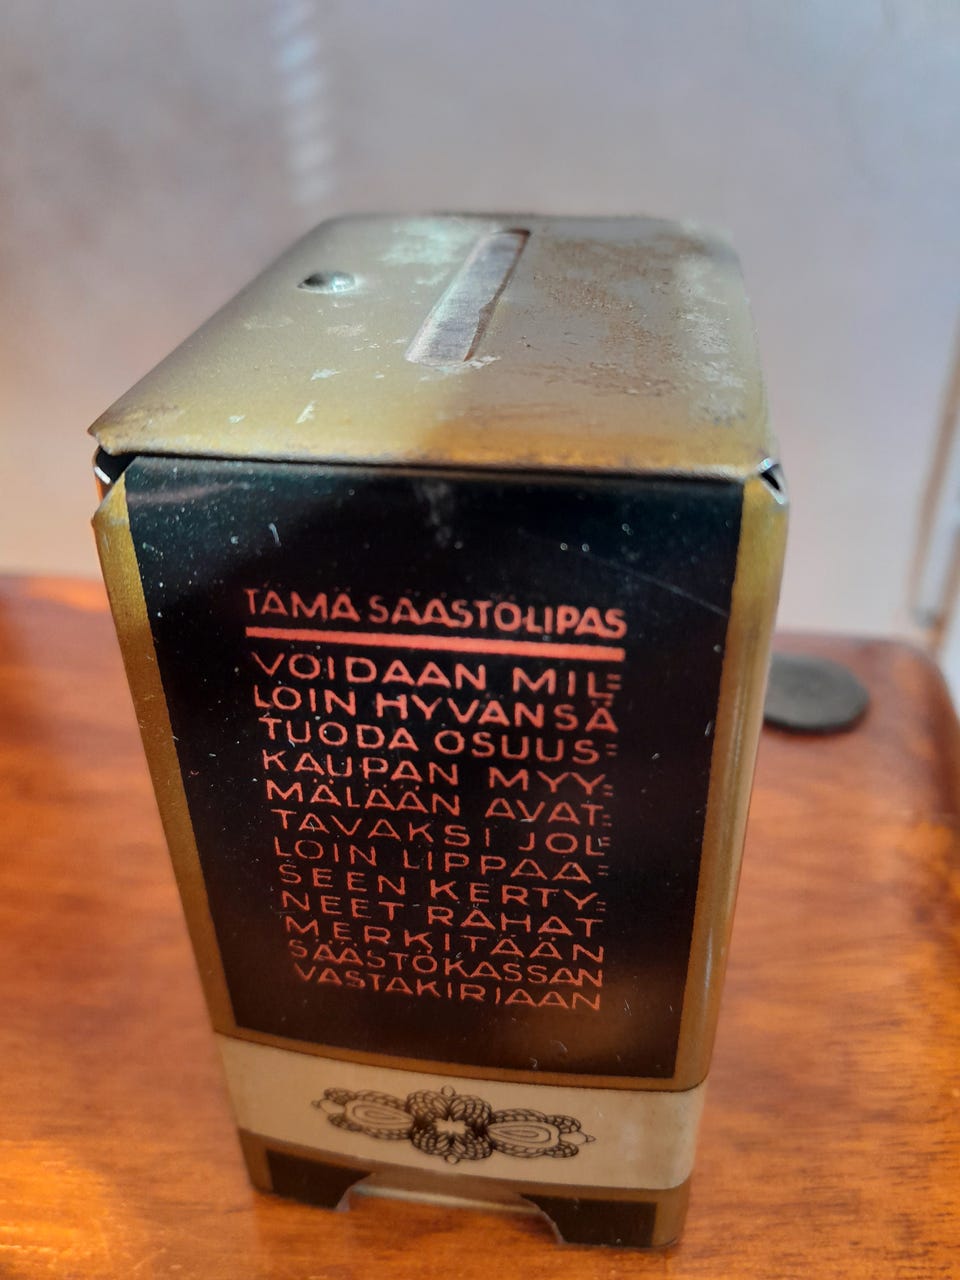 TÄMÄ SÄÄSTÖLIPAS
VOIDAAN MIL=
LOIN HYVÄNSÄ
TUODA OSUUS=
KAUPAN MYY=
MÄLÄÄN AVAT=
TAVAKSI JOL=
LOIN LIPPAA=
SEEN KERTY=
NEET RAHAT
MERKITÄÄN
SÄÄSTÖKASSAN
VASTAKIRJAAN